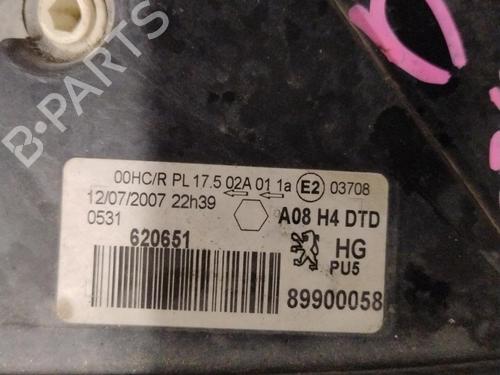 B-PARTS
00HC/R PL 17.5 02A 01 1a E2 03708
12/07/2007 22h39
0531
A08 H4 DTD
620651
HG
PU5
89900058